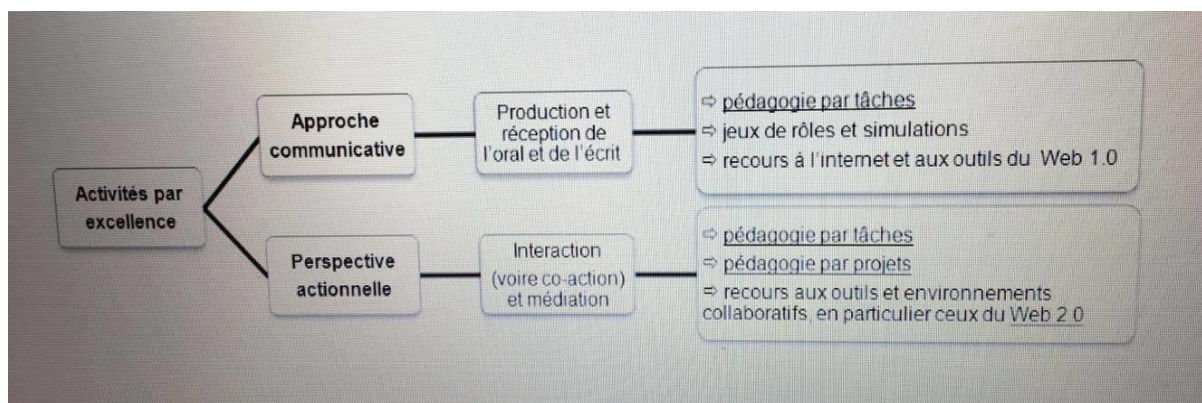 Activités par
excellence
Approche
communicative
Production et
réception de
l'oral et de l'écrit
⇨ pédagogie par tâches
⇨ jeux de rôles et simulations
⇨ recours à l'internet et aux outils du Web 1.0
Perspective
actionnelle
Interaction
(voire co-action)
et médiation
⇨ pédagogie par tâches
⇨ pédagogie par projets
⇨ recours aux outils et environnements
collaboratifs, en particulier ceux du Web 2.0